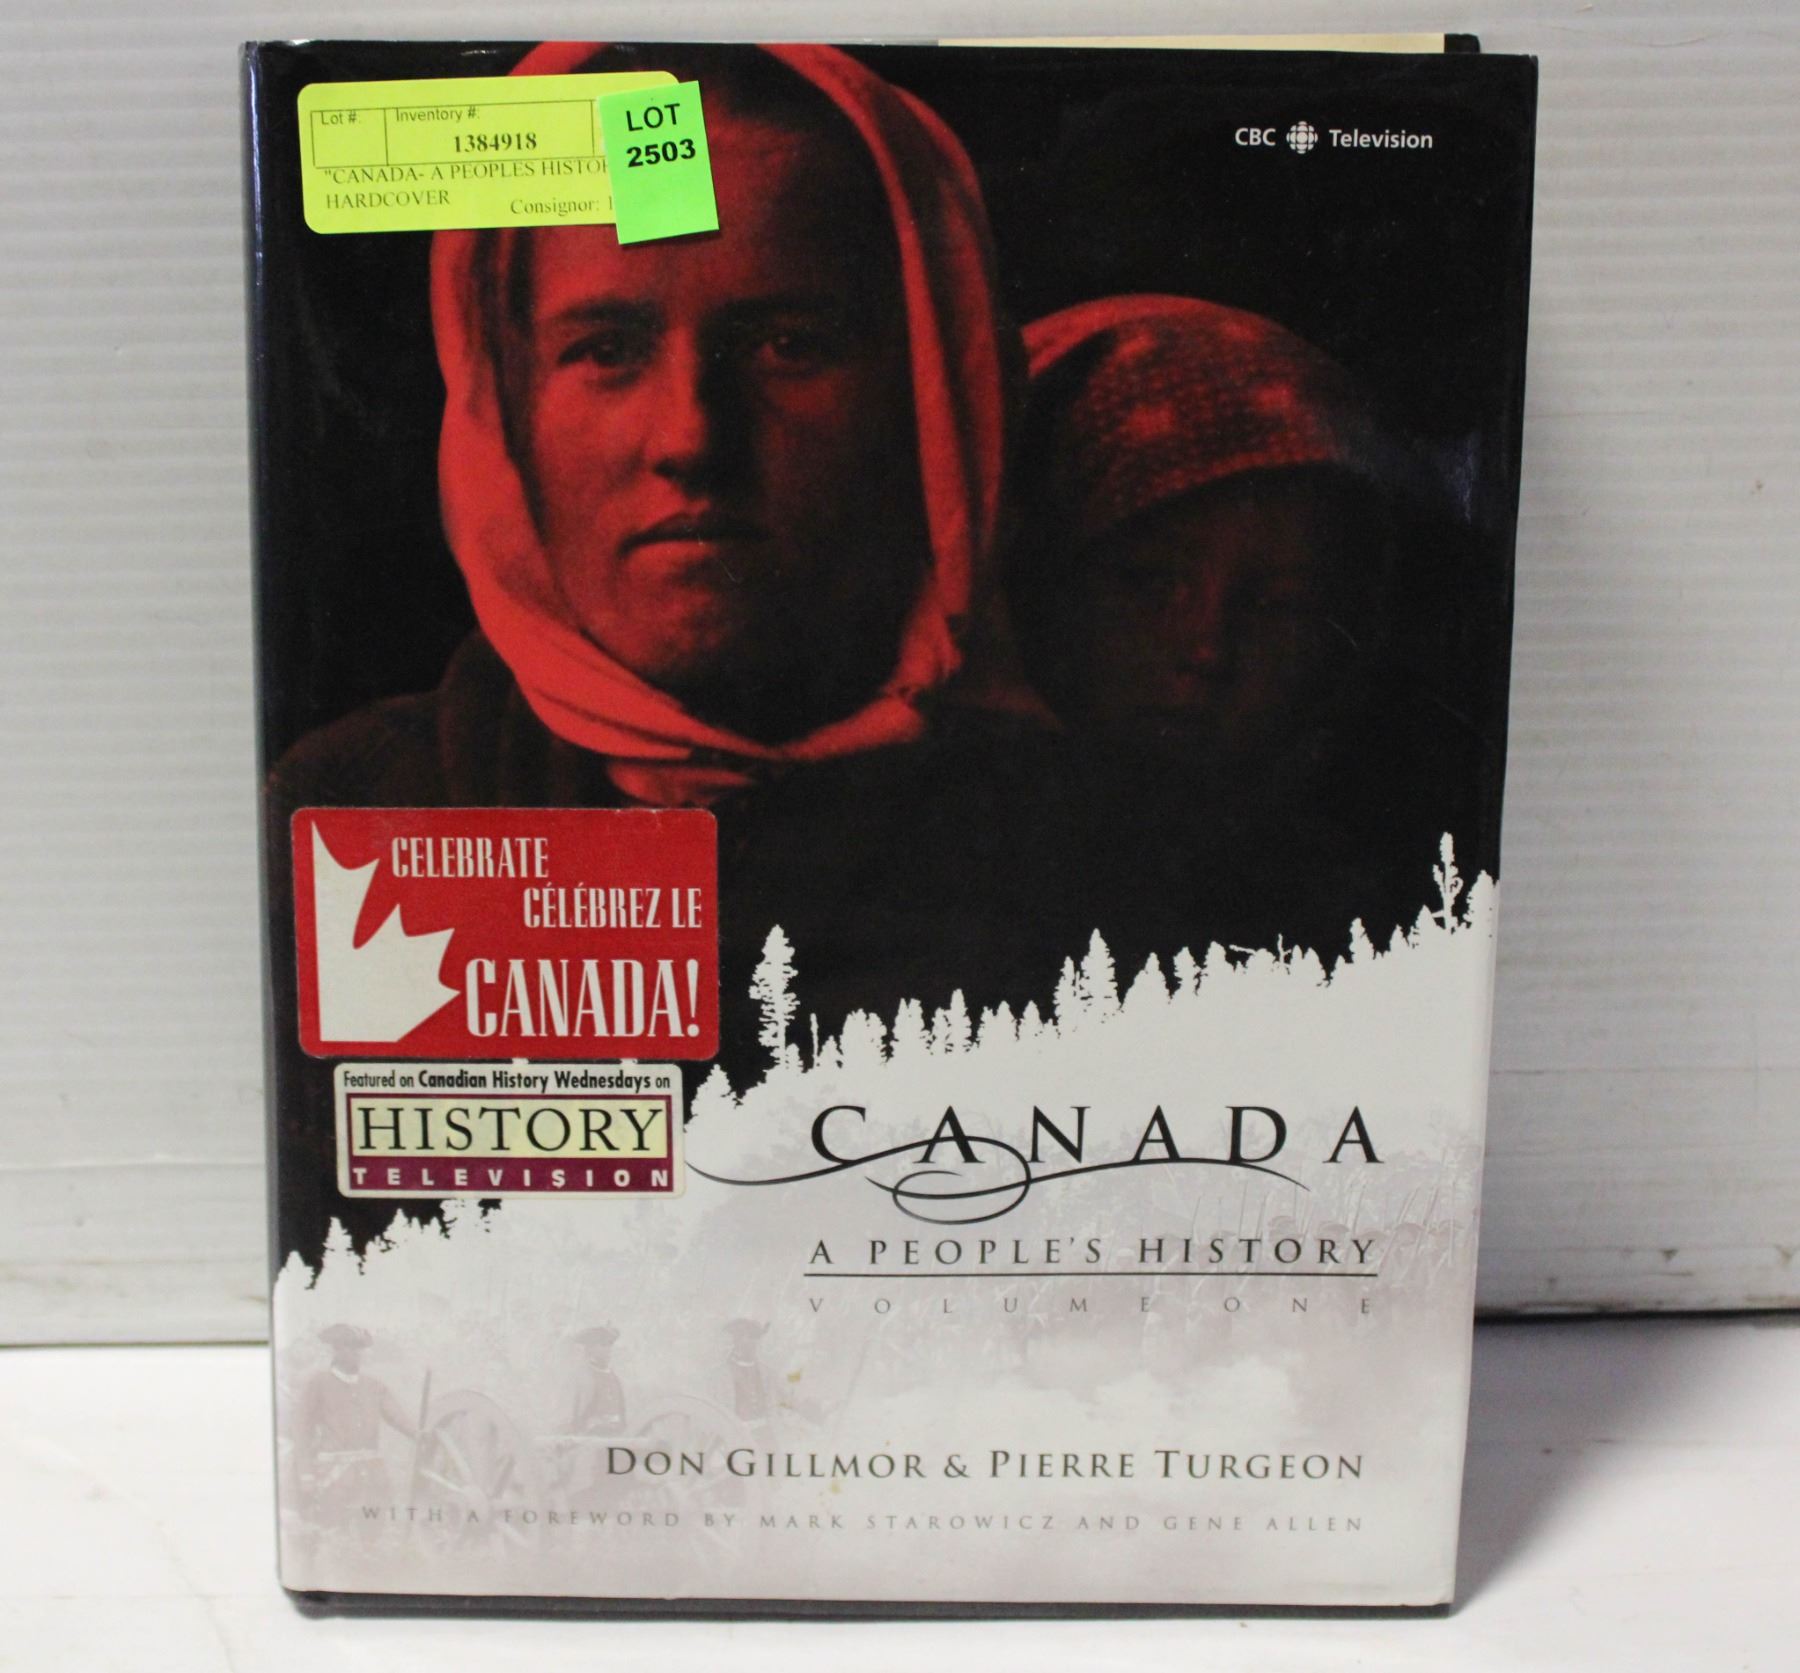 Lot #:
Inventory #:
1384918
"CANADA- A PEOPLES HISTOR
HARDCOVER
Consignor:
LOT
2503
CBC Television
CELEBRATE
CÉLÉBREZ LE
CANADA!
Featured on Canadian History Wednesdays on
HISTORY
TELEVISION
CANADA
A PEOPLE'S HISTORY
VOLUME ONE
DON GILLMOR & PIERRE TURGEON
WITH A FOREWORD BY MARK STAROWICZ AND GENE ALLEN